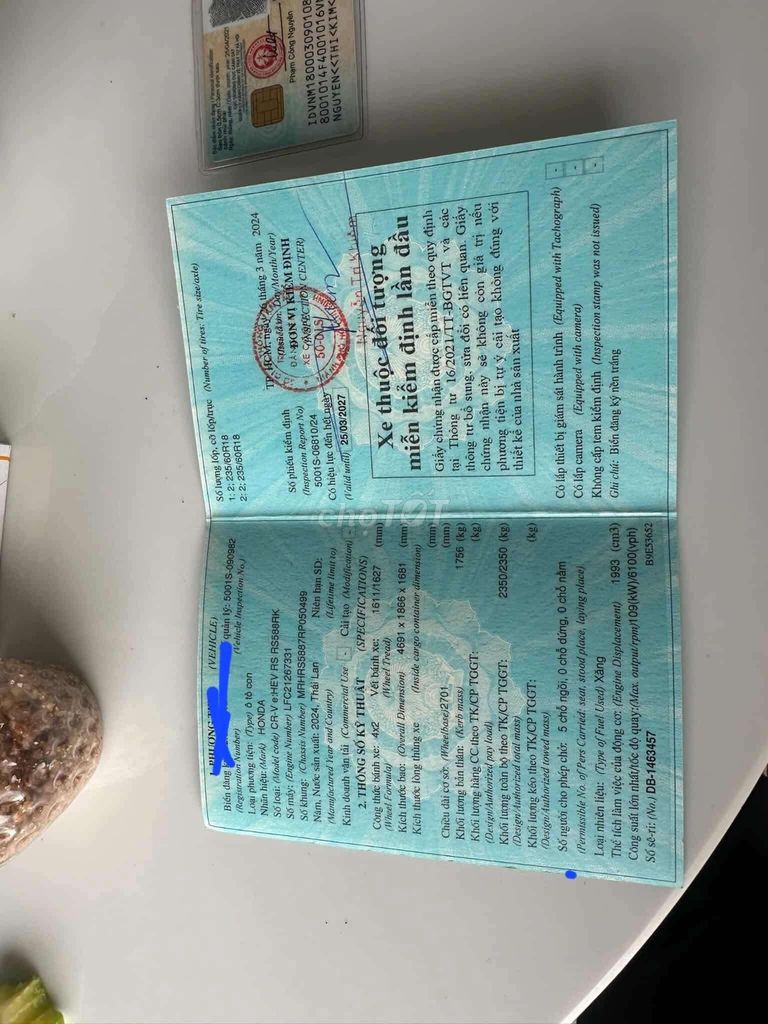 (VEHICLE)
Biển đăng
quản lý: 5001S-090982
(Registration Number)
(Vehicle Inspection No.)
Loại phương tiện: (Type) ô tô con
Nhãn hiệu: (Mark) HONDA
Số loại: (Model code) CR-V e:HEV RS RS588RK
Số máy: (Engine Number) LFC21267331
Số khung: (Chassis Number) MRHRS5887RP050499
Năm, Nước sản xuất: 2024, Thái Lan Niên hạn SD:
(Manufactured Year and Country) (Lifetime limit to)
Kinh doanh vận tải (Commercial Use - Cải tạo (Modification) -
2. THÔNG SỐ KỸ THUẬT (SPECIFICATIONS)
Công thức bánh xe: 4x2 Vết bánh xe: 1611/1627 (mm)
(Wheel Formula) (Wheel Tread)
Kích thước bao: (Overall Dimension) 4691 x 1866 x 1681 (mm)
Kích thước lòng thùng xe (mm)
(Inside cargo container dimension)
Chiều dài cơ sở: (Wheelbase) 2701 (mm)
Khối lượng bản thân: (Kerb mass) 1756 (kg)
Khối lượng hàng CC theo TK/CP TGGT: (kg)
(Design/Authorized pay load)
Khối lượng toàn bộ theo TK/CP TGGT: 2350/2350 (kg)
(Design/Authorized total mass)
Khối lượng kéo theo TK/CP TGGT: (kg)
(Design/Authorized towed mass)
Số người cho phép chở: 5 chỗ ngồi, 0 chỗ đứng, 0 chỗ nằm
(Permissible No. of Pers Carried: seat, stood place, laying place)
Loại nhiên liệu: (Type of Fuel Used) Xăng
Thể tích làm việc của động cơ: (Engine Displacement) 1993 (cm3)
Công suất lớn nhất/tốc độ quay:(Max. output/rpm)109(kW)/6100(vph)
Số sê-ri: (No.) DB-1463457 B9E53652
Số lượng lốp, cỡ lốp/trục (Number of tires: Tire size/axle)
1: 2; 235/60R18
2: 2; 235/60R18
TP. HCM, ngày 26 tháng 3 năm 2024
(Issued on: Day/Month/Year)
Số phiếu kiểm định
ĐƠN VỊ KIỂM ĐỊNH
(Inspection Report No)
(INSPECTION CENTER)
5001S-06810/24
50-01S
Có hiệu lực đến hết ngày
(Valid until) 25/03/2027
Xe thuộc đối tượng
miễn kiểm định lần đầu
Giấy chứng nhận được cấp miễn theo quy định
tại Thông tư 16/2021/TT-BGTVT và các
thông tư bổ sung, sửa đổi có liên quan. Giấy
chứng nhận này sẽ không còn giá trị nếu
phương tiện bị tự ý cải tạo không đúng với
thiết kế của nhà sản xuất
Có lắp thiết bị giám sát hành trình (Equipped with Tachograph) -
Có lắp camera (Equipped with camera) -
Không cấp tem kiểm định (Inspection stamp was not issued) -
Ghi chú: Biển đăng ký nền trắng
Phạm Công Nguyên
NGUYEN<<THI<KIM<
chợTỐT